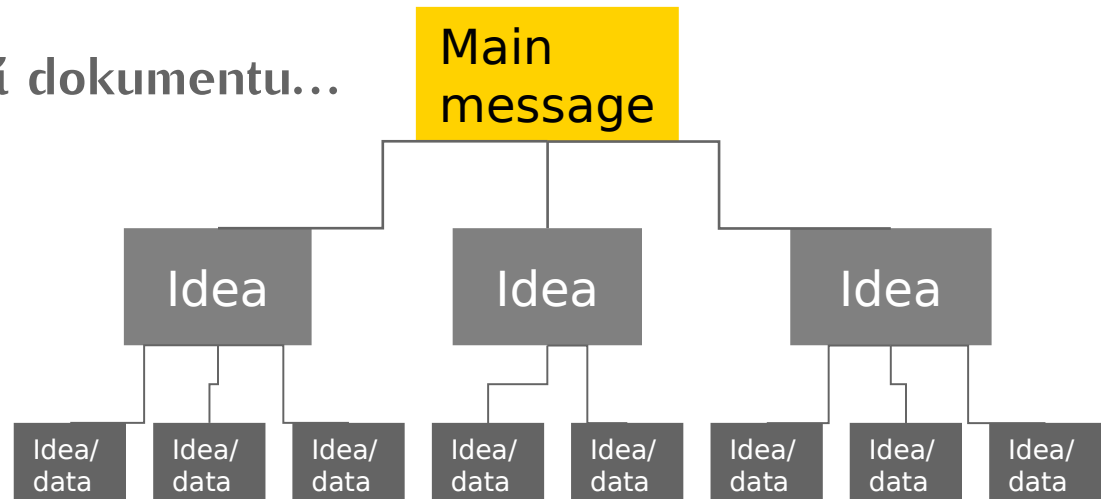 í dokumentu...
Main
message
Idea
Idea
Idea
Idea/
data
Idea/
data
Idea/
data
Idea/
data
Idea/
data
Idea/
data
Idea/
data
Idea/
data